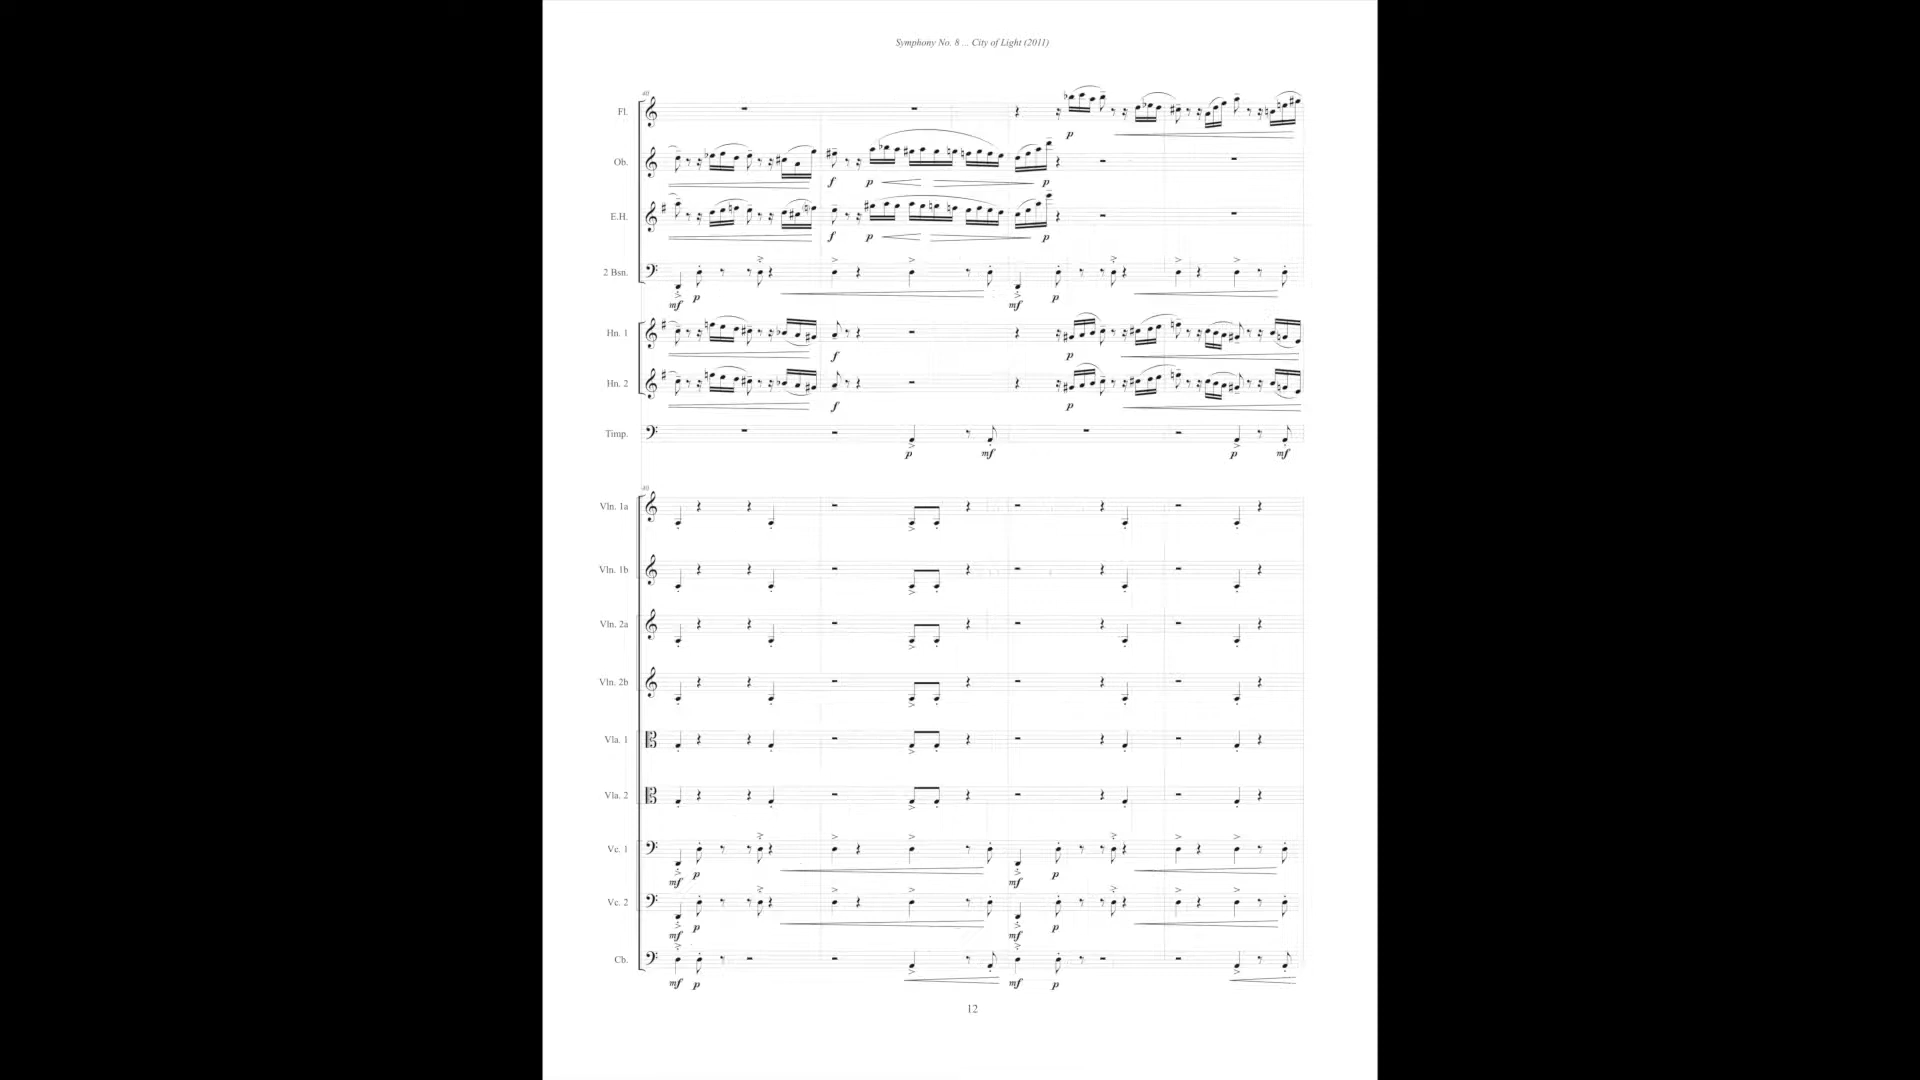 Symphony No. 8 ... City of Light (2011)
40
Fl.
p
Ob.
f p p
E.H.
f p p
2 Bsn.
mf p mf p
Hn. 1
f p
Hn. 2
f p
Timp.
p mf p mf
40
Vln. 1a
Vln. 1b
Vln. 2a
Vln. 2b
Vla. 1
Vla. 2
Vc. 1
mf p mf p
Vc. 2
mf p mf p
Cb.
mf p mf p
12